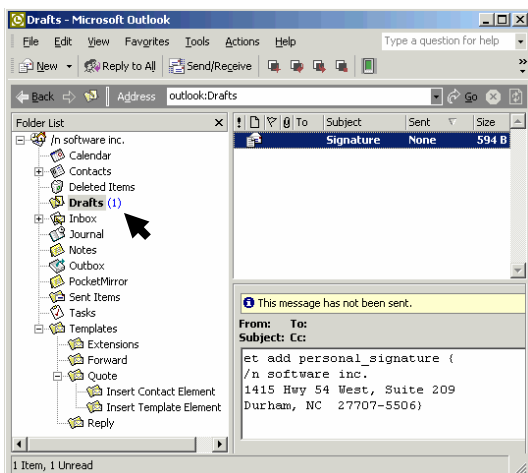 Drafts - Microsoft Outlook
File Edit View Favorites Tools Actions Help Type a question for help
New Reply to All Send/Receive
Back Address outlook:Drafts Go
Folder List
! To Subject Sent Size
Signature None 594 B
/n software inc.
Calendar
Contacts
Deleted Items
Drafts (1)
Inbox
Journal
Notes
Outbox
PocketMirror
Sent Items
Tasks
Templates
Extensions
Forward
Quote
Insert Contact Element
Insert Template Element
Reply
This message has not been sent.
From: To:
Subject: Cc:
et add personal_signature {
/n software inc.
1415 Hwy 54 West, Suite 209
Durham, NC 27707-5506}
1 Item, 1 Unread